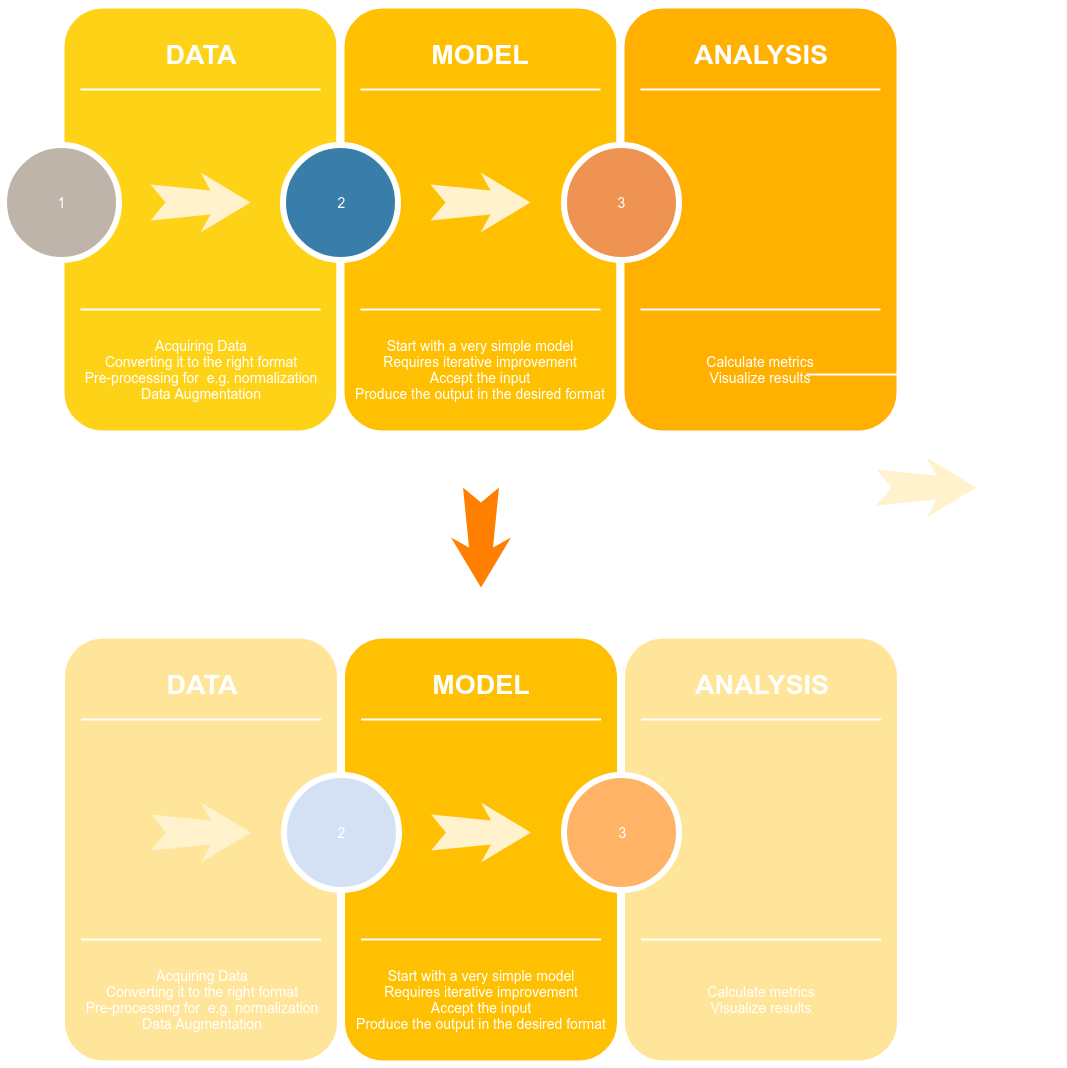 DATA
MODEL
ANALYSIS
1
2
3
Acquiring Data
Converting it to the right format
Pre-processing for  e.g. normalization
Data Augmentation
Start with a very simple model
Requires iterative improvement
Accept the input
Produce the output in the desired format
Calculate metrics
Visualize results
DATA
MODEL
ANALYSIS
2
3
Acquiring Data
Converting it to the right format
Pre-processing for  e.g. normalization
Data Augmentation
Start with a very simple model
Requires iterative improvement
Accept the input
Produce the output in the desired format
Calculate metrics
Visualize results